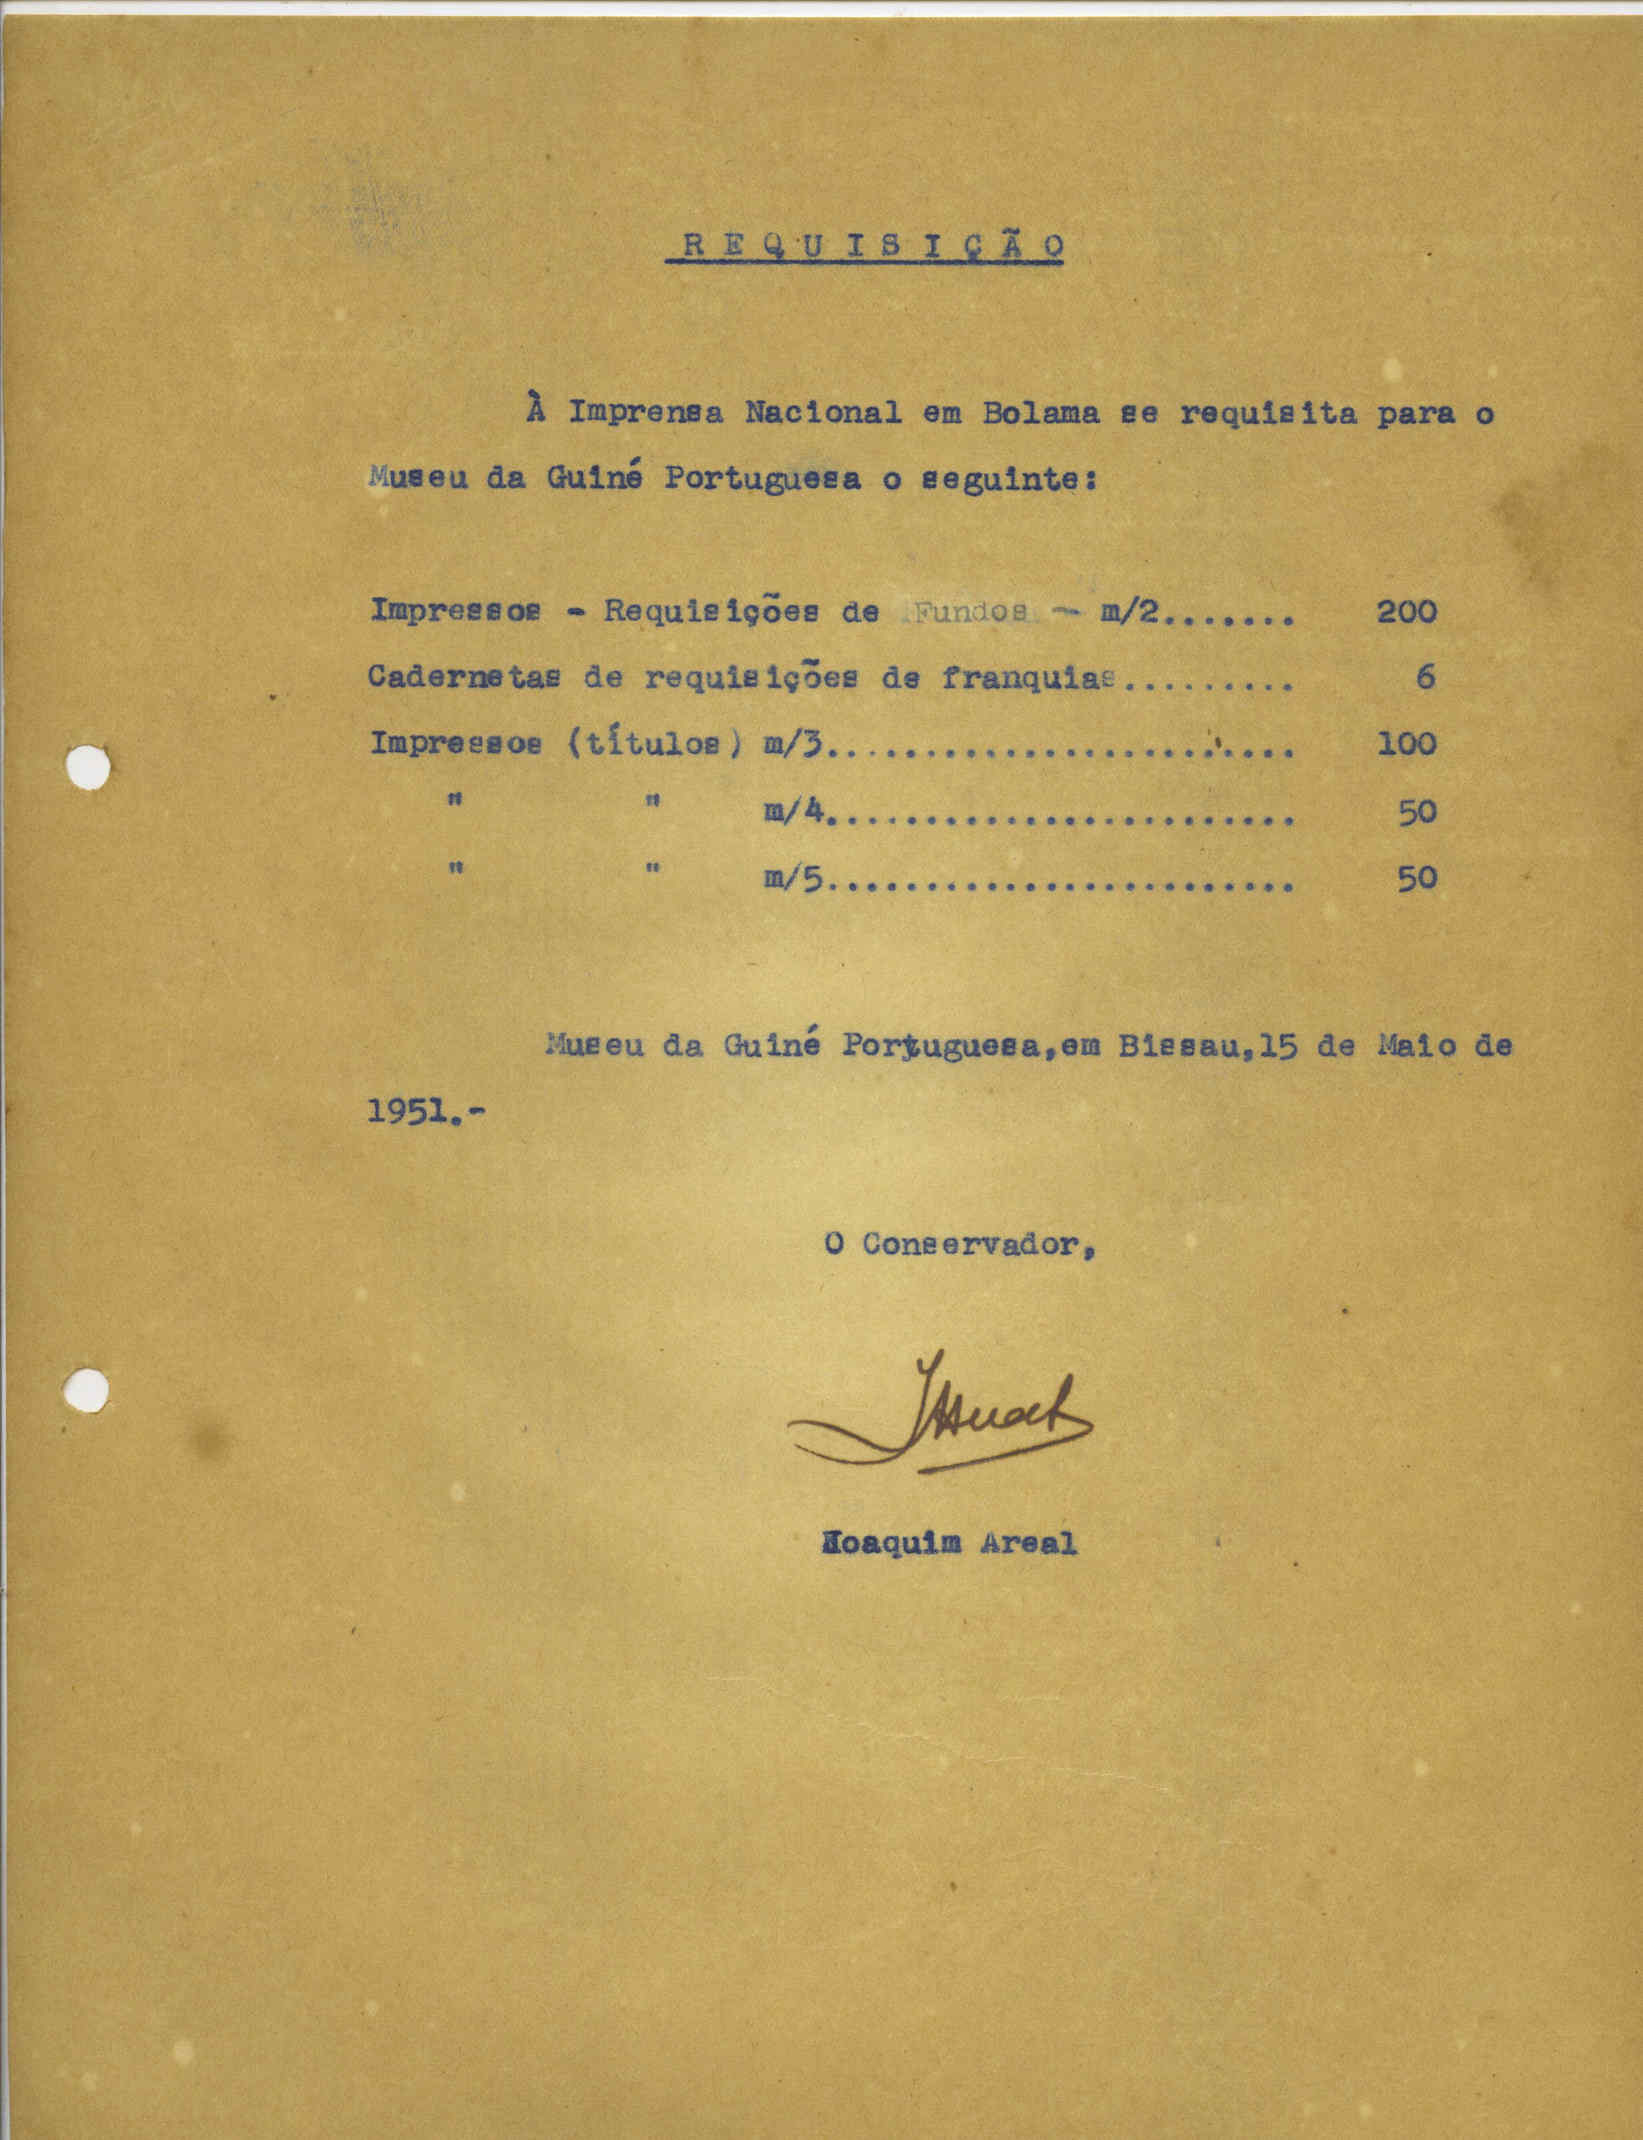 REQUISIÇÃO
À Imprensa Nacional em Bolama se requisita para o
Museu da Guiné Portuguesa o seguinte:
Impressos - Requisições de Fundos - m/2....... 200
Cadernetas de requisições de franquias......... 6
Impressos (títulos) m/3........................ 100
" " m/4........................ 50
" " m/5........................ 50
Museu da Guiné Portuguesa,em Bissau,15 de Maio de
1951.-
O Conservador,
Joaquim Areal